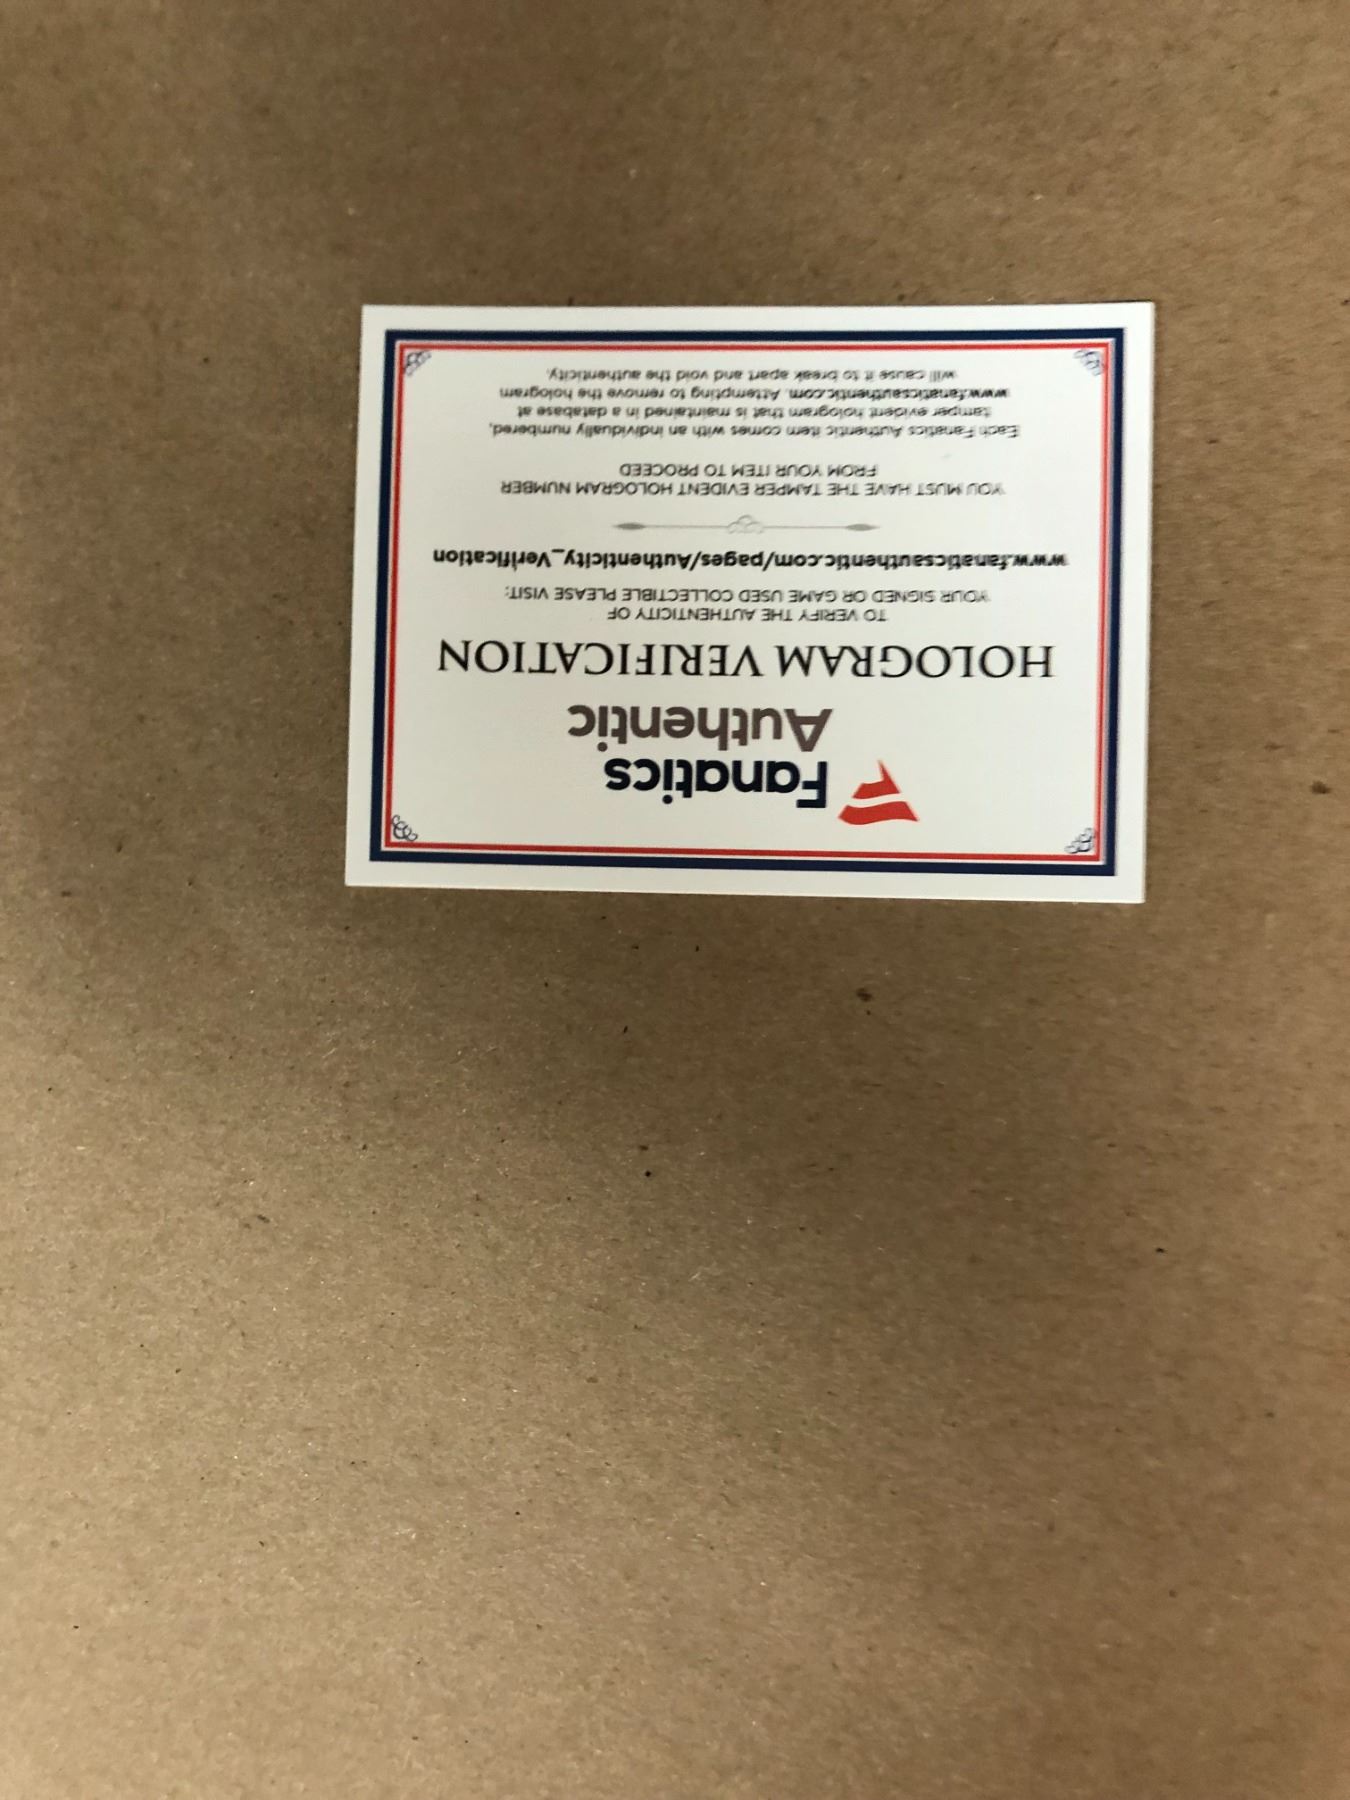 Fanatics
Authentic
HOLOGRAM VERIFICATION
TO VERIFY THE AUTHENTICITY OF
YOUR SIGNED OR GAME USED COLLECTIBLE PLEASE VISIT:
www.fanaticsauthentic.com/pages/Authenticity_Verification
YOU MUST HAVE THE TAMPER EVIDENT HOLOGRAM NUMBER
FROM YOUR ITEM TO PROCEED
Each Fanatics Authentic item comes with an individually numbered,
tamper evident hologram that is maintained in a database at
www.fanaticsauthentic.com. Attempting to remove the hologram
will cause it to break apart and void the authenticity.